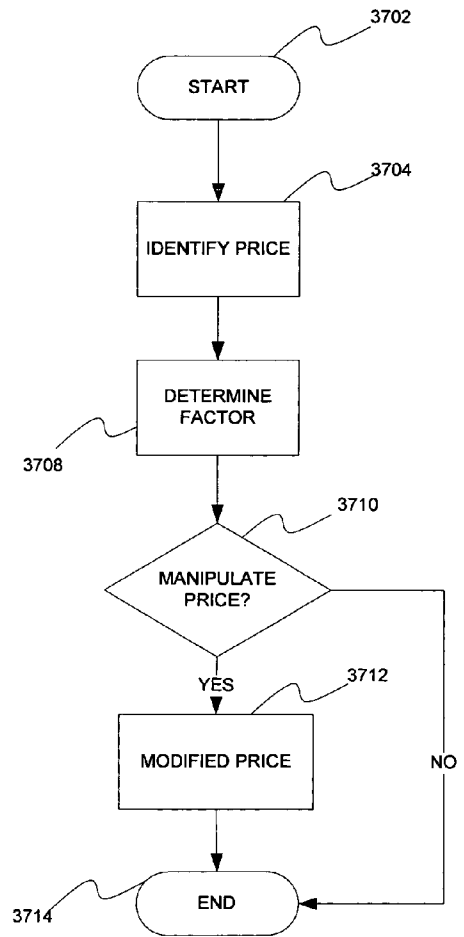 3702
START
3704
IDENTIFY PRICE
DETERMINE
FACTOR
3708
3710
MANIPULATE
PRICE?
YES
3712
MODIFIED PRICE
NO
END
3714